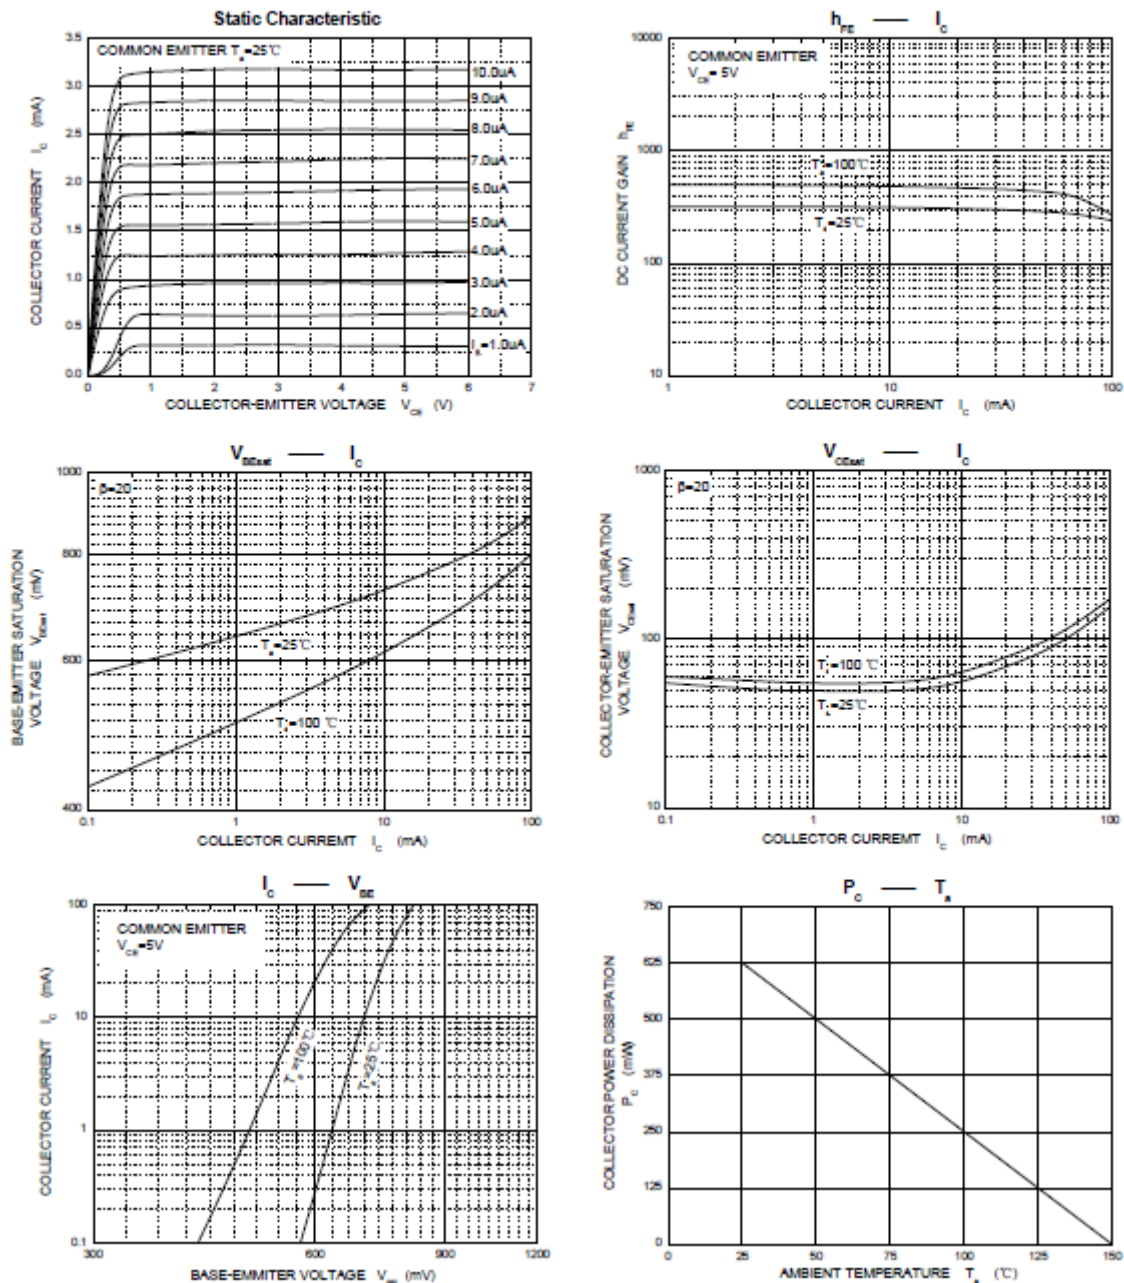 Static Characteristic
COMMON EMITTER Ta=25℃
3.5
3.0
2.5
2.0
1.5
1.0
0.5
0.0
10.0uA
9.0uA
8.0uA
7.0uA
6.0uA
5.0uA
4.0uA
3.0uA
2.0uA
IB=1.0uA
0 1 2 3 4 5 6 7
COLLECTOR CURRENT IC (mA)
COLLECTOR-EMITTER VOLTAGE VCE (V)
hFE —— IC
COMMON EMITTER
VCE= 5V
10000
1000
100
10
Ta=100℃
Ta=25℃
1 10 100
DC CURRENT GAIN hFE
COLLECTOR CURRENT IC (mA)
VBEsat —— IC
β=20
1000
800
600
400
Ta=25℃
Ta=100 ℃
0.1 1 10 100
BASE-EMITTER SATURATION
VOLTAGE VBEsat (mV)
COLLECTOR CURREMT IC (mA)
VCEsat —— IC
β=20
1000
100
10
Ta=100 ℃
Ta=25℃
0.1 1 10 100
COLLECTOR-EMITTER SATURATION
VOLTAGE VCEsat (mV)
COLLECTOR CURREMT IC (mA)
IC —— VBE
COMMON EMITTER
VCE=5V
100
10
1
0.1
Ta=100℃
Ta=25℃
300 600 900 1200
COLLECTOR CURRENT IC (mA)
BASE-EMMITER VOLTAGE (mV)
PC —— Ta
750
625
500
375
250
125
0
0 25 50 75 100 125 150
COLLECTOR POWER DISSIPATION
PC (mW)
AMBIENT TEMPERATURE Ta (℃)